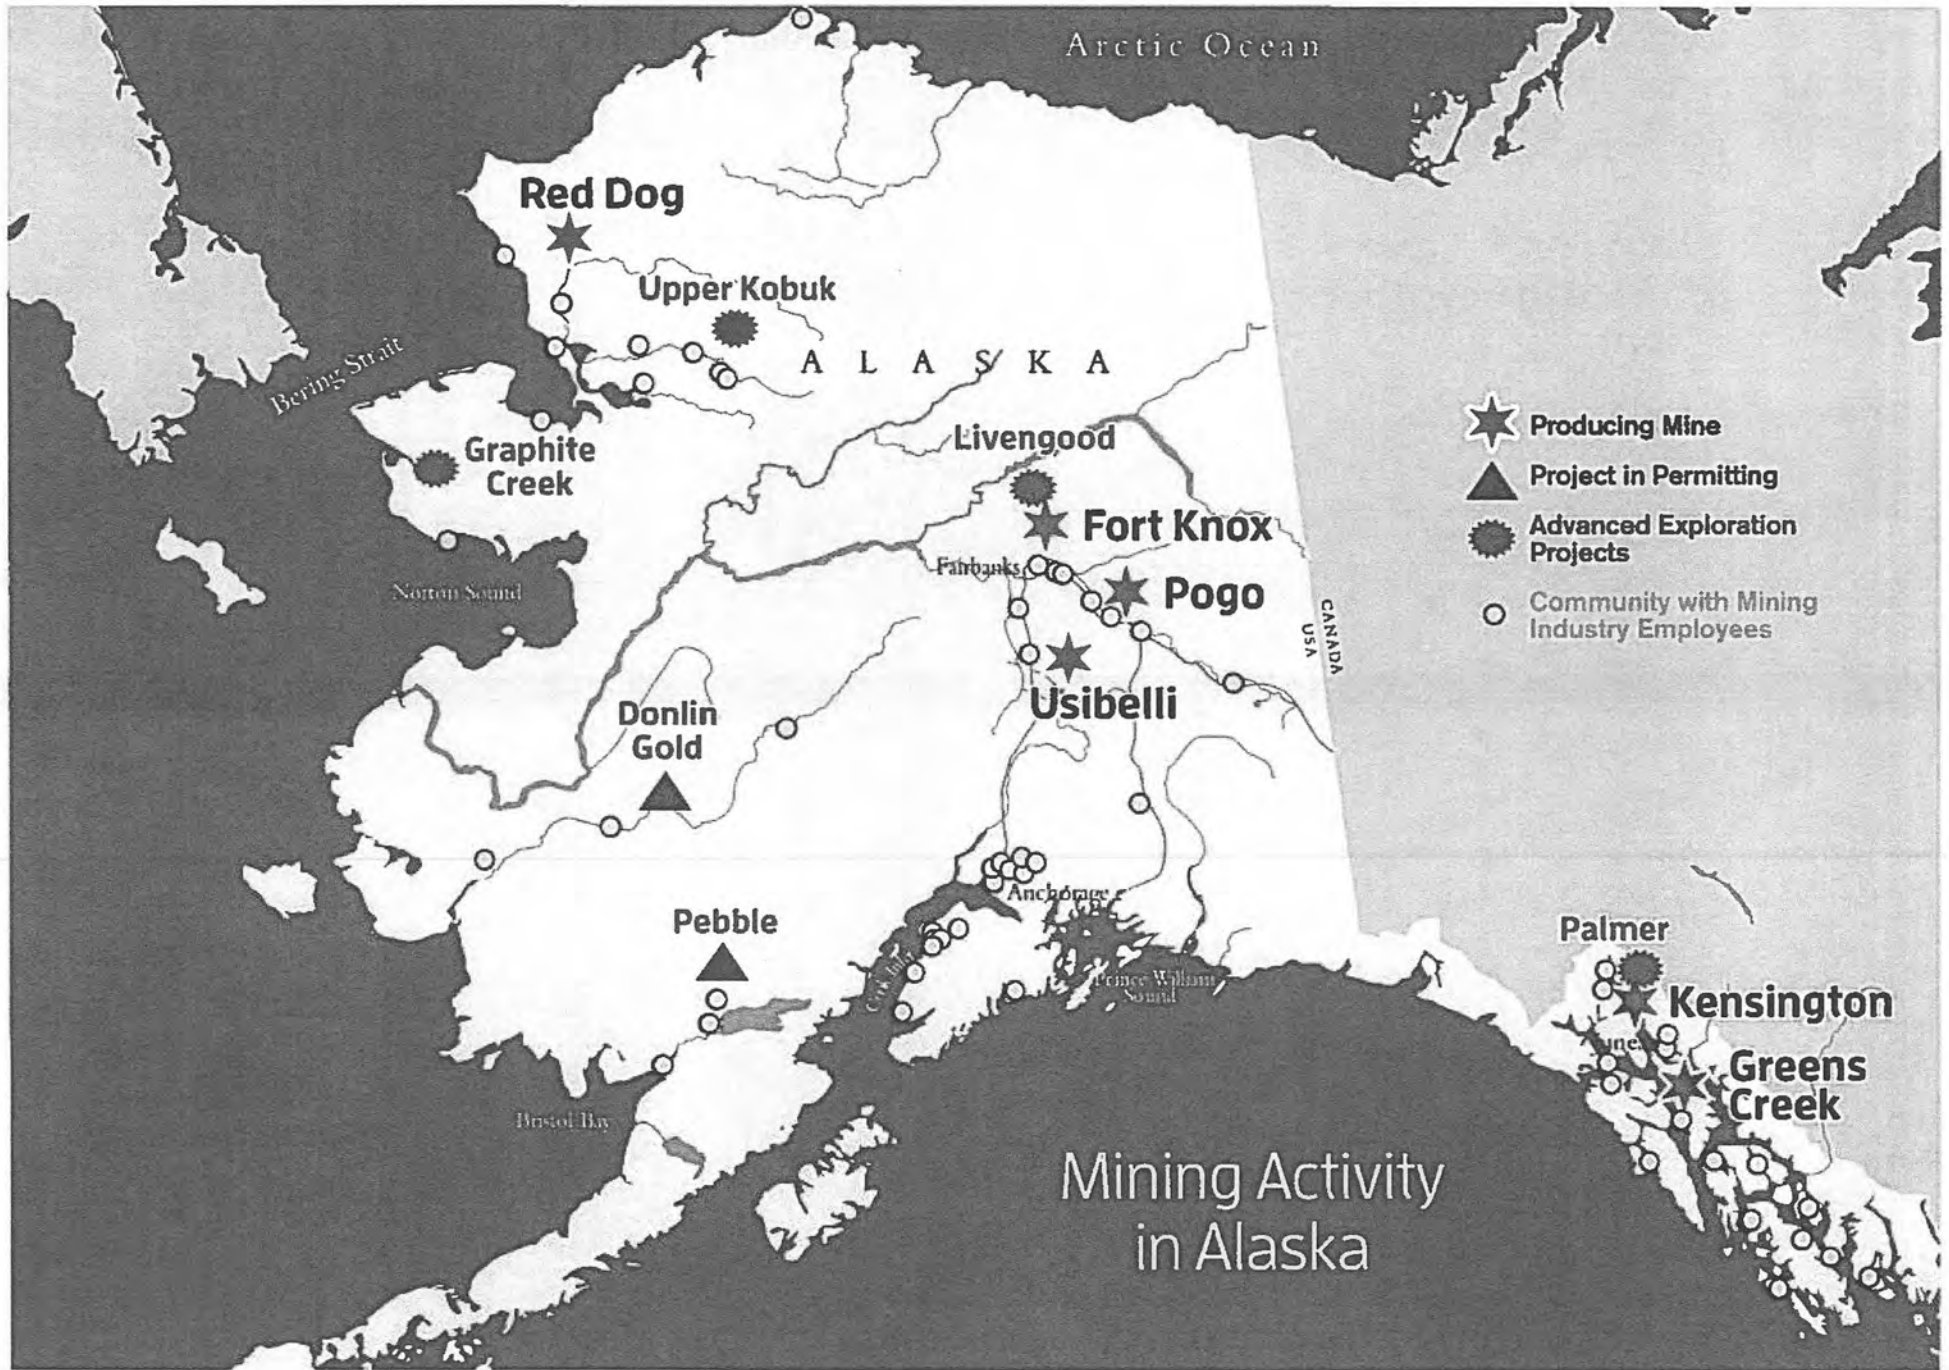 Arctic Ocean
Red Dog
Upper Kobuk
Bering Strait
ALASKA
Livengood
Graphite
Creek
Fort Knox
Fairbanks
Pogo
Norton Sound
CANADA
USA
Usibelli
Donlin
Gold
Anchorage
Pebble
Cook Inlet
Prince William
Sound
Bristol Bay
Palmer
Kensington
Greens
Creek
Producing Mine
Project in Permitting
Advanced Exploration
Projects
Community with Mining
Industry Employees
Mining Activity
in Alaska